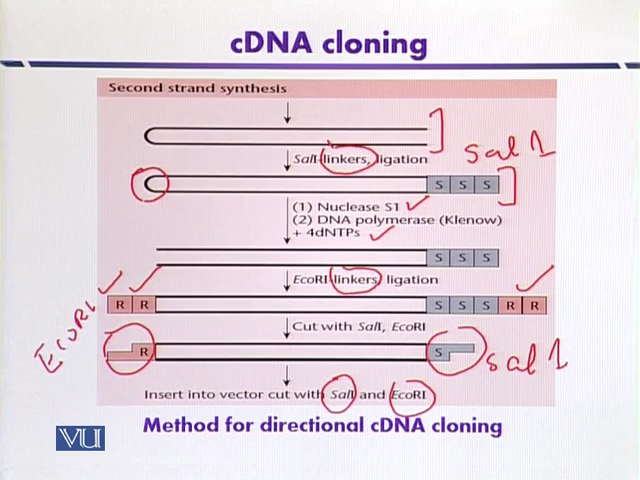 cDNA cloning
Second strand synthesis
SalI-linkers, ligation
sal 1
S S S
(1) Nuclease S1
(2) DNA polymerase (Klenow)
+ 4dNTPs
S S S
EcoRI-linkers, ligation
EcoRI
R R S S S R R
Cut with SalI, EcoRI
R S
sal 1
Insert into vector cut with SalI and EcoRI
VU
Method for directional cDNA cloning